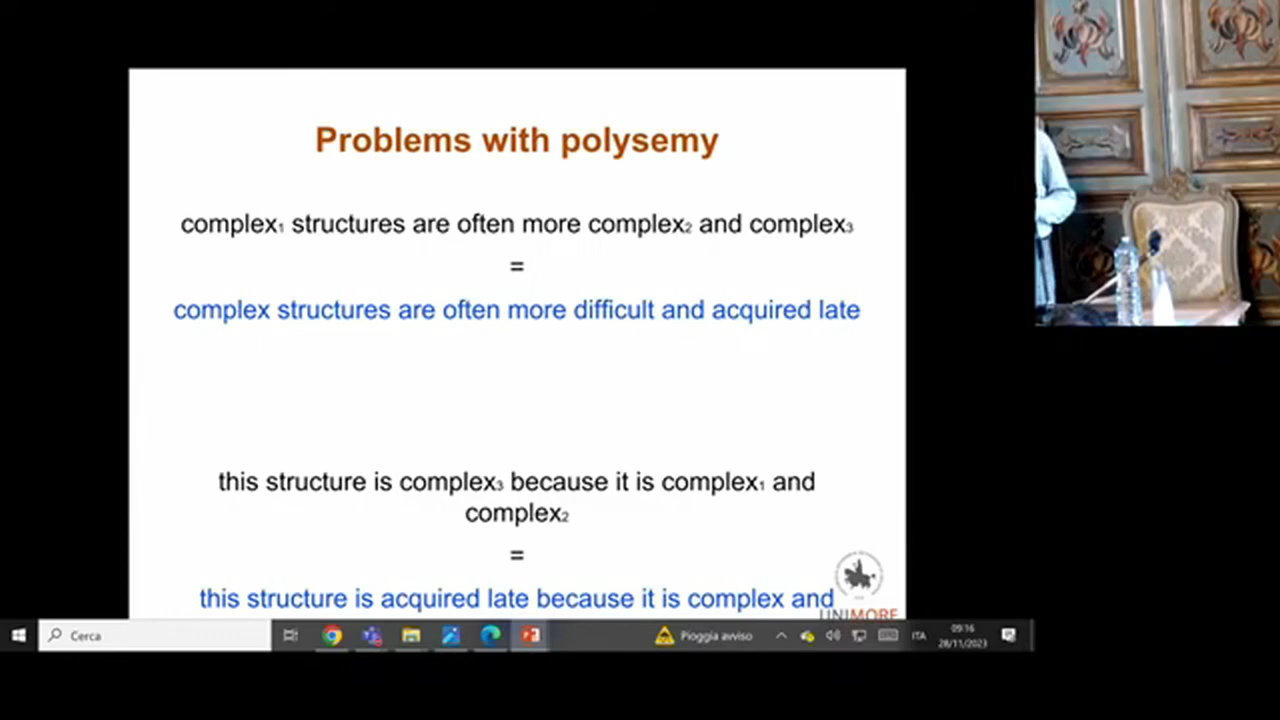 Problems with polysemy
complex₁ structures are often more complex₂ and complex₃
=
complex structures are often more difficult and acquired late
this structure is complex₃ because it is complex₁ and
complex₂
=
this structure is acquired late because it is complex and
UNIMORE
Cerca
Pioggia avviso
ITA
09:16
28/11/2023